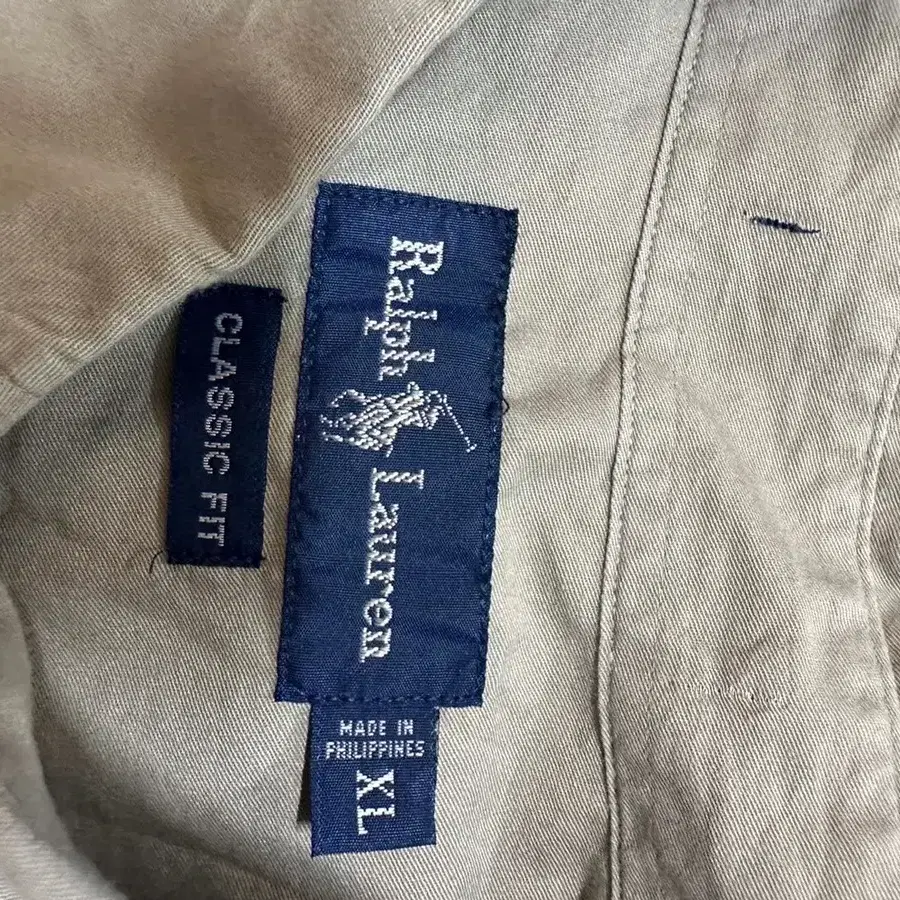 Ralph Lauren
CLASSIC FIT
MADE IN
PHILIPPINES
XL